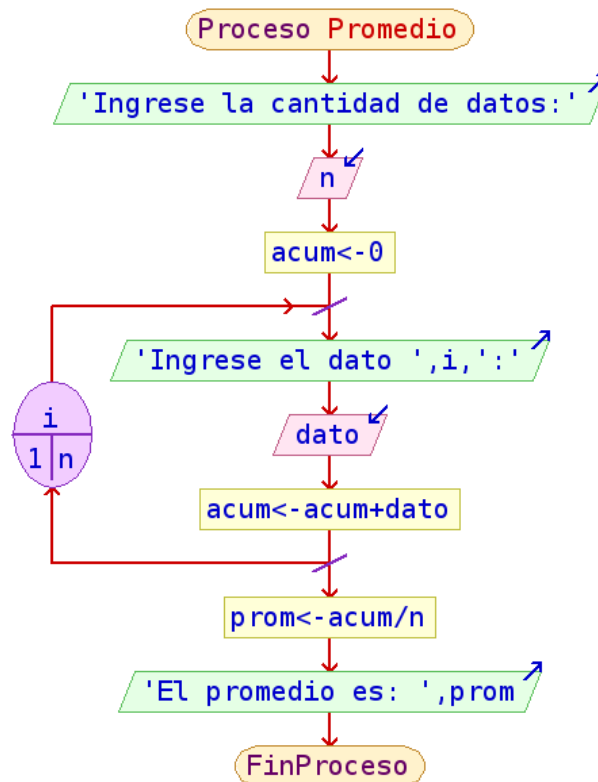 Proceso Promedio
'Ingrese la cantidad de datos:'
n
acum<-0
'Ingrese el dato ',i,':'
i
1 n
dato
acum<-acum+dato
prom<-acum/n
'El promedio es: ',prom
FinProceso